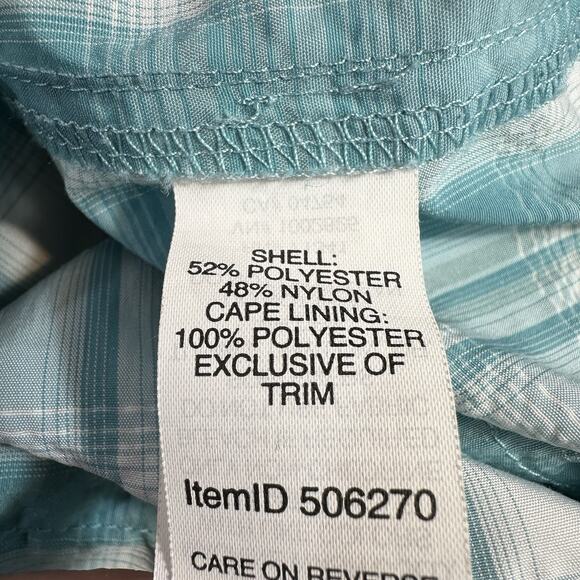 SHELL:
52% POLYESTER
48% NYLON
CAPE LINING:
100% POLYESTER
EXCLUSIVE OF
TRIM
ItemID 506270
CARE ON REVERSE